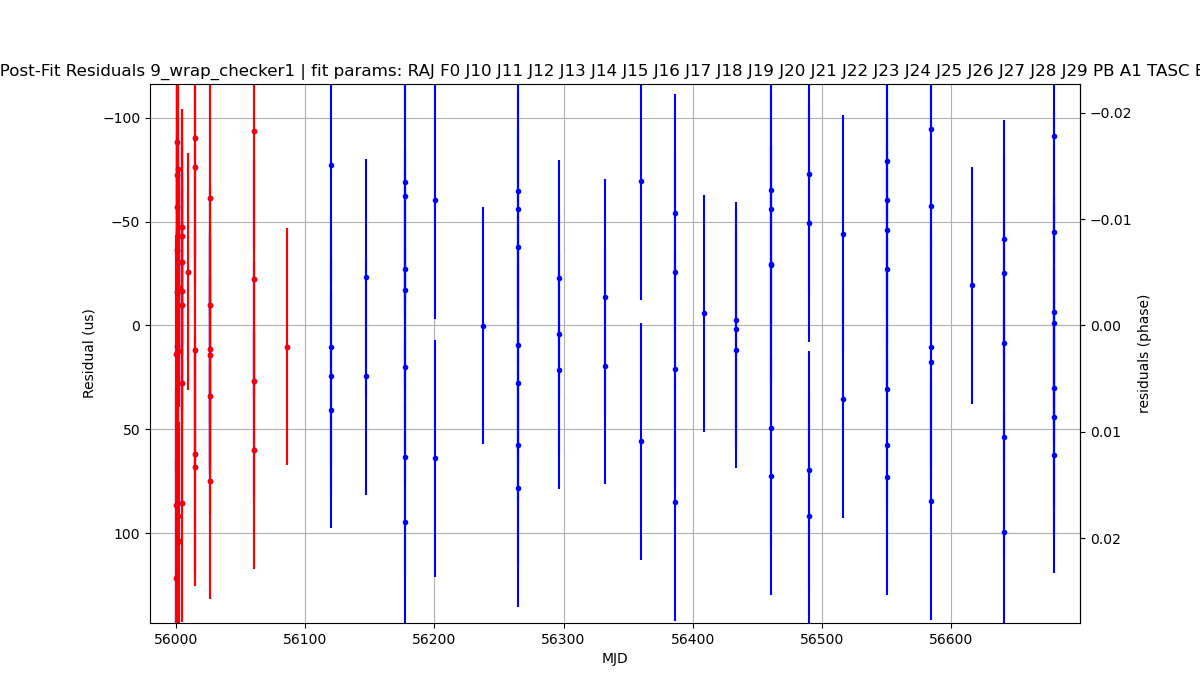 Post-Fit Residuals 9_wrap_checker1 | fit params: RAJ F0 J10 J11 J12 J13 J14 J15 J16 J17 J18 J19 J20 J21 J22 J23 J24 J25 J26 J27 J28 J29 PB A1 TASC
−100
−50
0
50
100
Residual (us)
−0.02
−0.01
0.00
0.01
0.02
residuals (phase)
56000 56100 56200 56300 56400 56500 56600
MJD